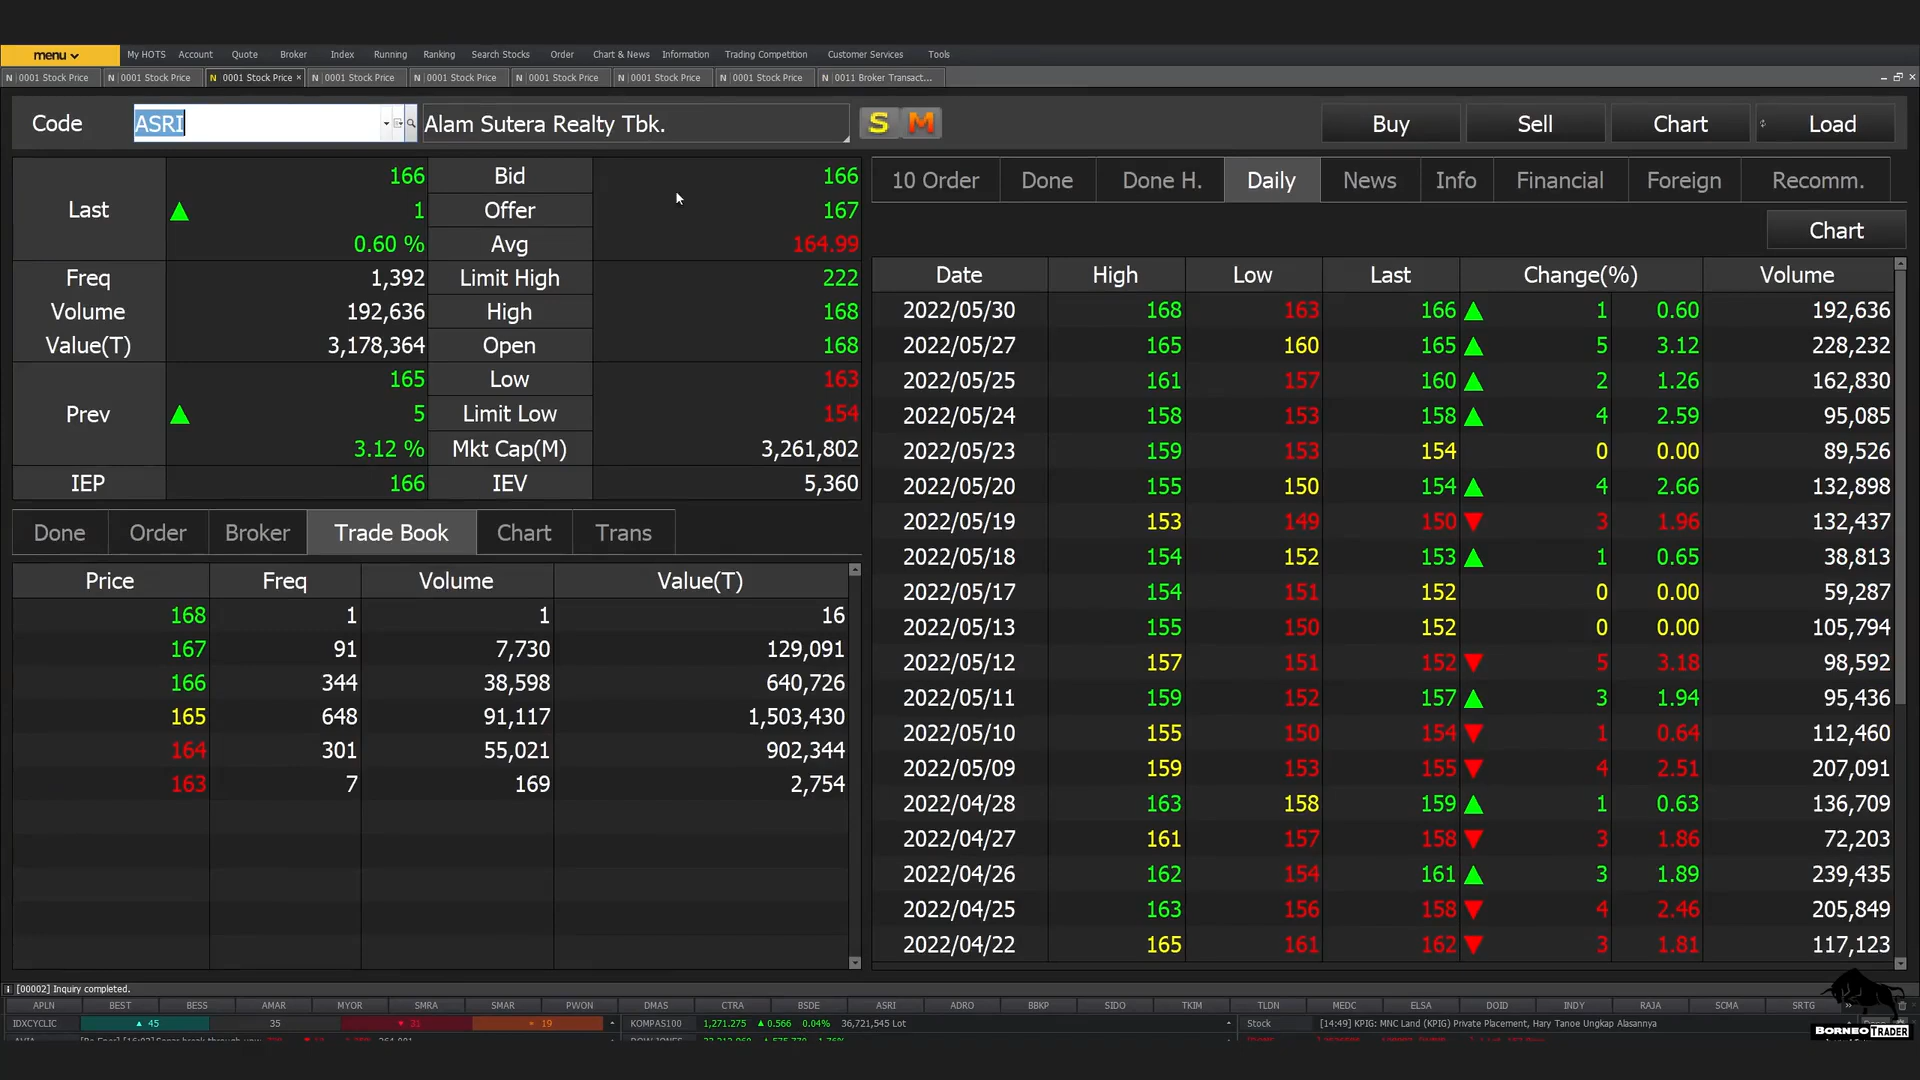 menu My HOTS Account Quote Broker Index Running Ranking Search Stocks Order Chart & News Information Trading Competition Customer Services Tools
N 0001 Stock Price N 0001 Stock Price N 0001 Stock Price × N 0001 Stock Price N 0001 Stock Price N 0001 Stock Price N 0001 Stock Price N 0001 Stock Price N 0011 Broker Transact...
Code ASRI Alam Sutera Realty Tbk. S M Buy Sell Chart Load
Last 166 Bid 166
▲ 1 Offer 167
0.60 % Avg 164.99
Freq 1,392 Limit High 222
Volume 192,636 High 168
Value(T) 3,178,364 Open 168
Prev 165 Low 163
▲ 5 Limit Low 154
3.12 % Mkt Cap(M) 3,261,802
IEP 166 IEV 5,360
Done Order Broker Trade Book Chart Trans
Price Freq Volume Value(T)
168 1 1 16
167 91 7,730 129,091
166 344 38,598 640,726
165 648 91,117 1,503,430
164 301 55,021 902,344
163 7 169 2,754
10 Order Done Done H. Daily News Info Financial Foreign Recomm.
Chart
Date High Low Last Change(%) Volume
2022/05/30 168 163 166 ▲ 1 0.60 192,636
2022/05/27 165 160 165 ▲ 5 3.12 228,232
2022/05/25 161 157 160 ▲ 2 1.26 162,830
2022/05/24 158 153 158 ▲ 4 2.59 95,085
2022/05/23 159 153 154 0 0.00 89,526
2022/05/20 155 150 154 ▲ 4 2.66 132,898
2022/05/19 153 149 150 ▼ 3 1.96 132,437
2022/05/18 154 152 153 ▲ 1 0.65 38,813
2022/05/17 154 151 152 0 0.00 59,287
2022/05/13 155 150 152 0 0.00 105,794
2022/05/12 157 151 152 ▼ 5 3.18 98,592
2022/05/11 159 152 157 ▲ 3 1.94 95,436
2022/05/10 155 150 154 ▼ 1 0.64 112,460
2022/05/09 159 153 155 ▼ 4 2.51 207,091
2022/04/28 163 158 159 ▲ 1 0.63 136,709
2022/04/27 161 157 158 ▼ 3 1.86 72,203
2022/04/26 162 154 161 ▲ 3 1.89 239,435
2022/04/25 163 156 158 ▼ 4 2.46 205,849
2022/04/22 165 161 162 ▼ 3 1.81 117,123
[00002] Inquiry completed.
APLN BEST BESS AMAR MYOR SMRA SMAR PWON DMAS CTRA BSDE ASRI ADRO BBKP SIDO TKIM TLDN MEDC ELSA DOID INDY RAJA SCMA SRTG
IDXCYCLIC ▲ 45 35 ▼ 31 19 KOMPAS100 1,271.275 ▲ 0.566 0.04% 36,721,545 Lot Stock [14:49] KPIG: MNC Land (KPIG) Private Placement, Hary Tanoe Ungkap Alasannya
BORNEO TRADER